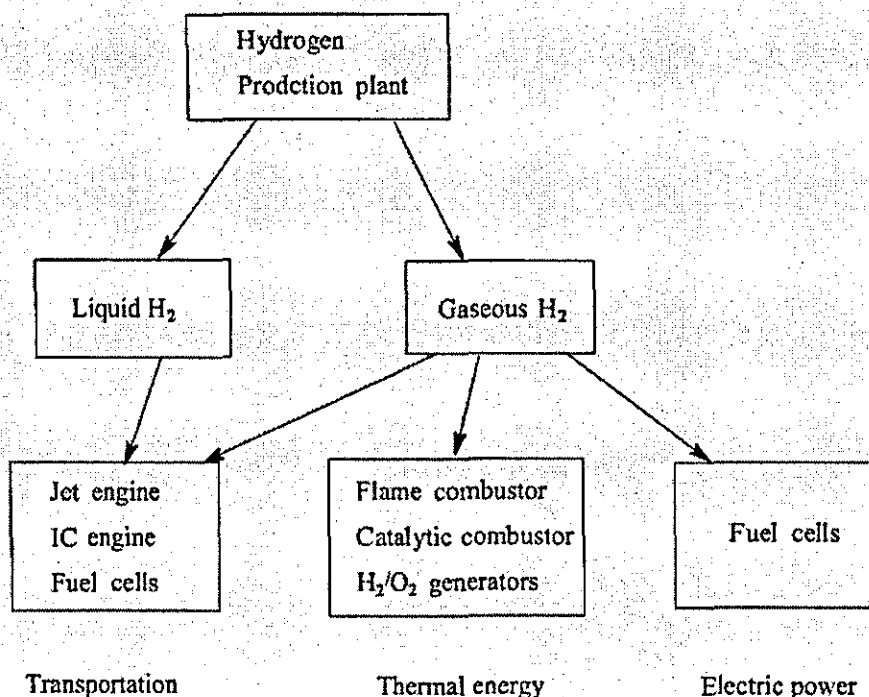 Hydrogen
Prodction plant
Liquid H₂
Gaseous H₂
Jet engine
IC engine
Fuel cells
Flame combustor
Catalytic combustor
H₂/O₂ generators
Fuel cells
Transportation
Thermal energy
Electric power